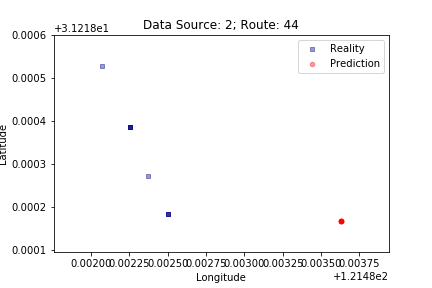 Data Source: 2; Route: 44
+3.1218e1
0.0006
0.0005
0.0004
0.0003
0.0002
0.0001
Latitude
Reality
Prediction
0.00200 0.00225 0.00250 0.00275 0.00300 0.00325 0.00350 0.00375
Longitude
+1.2148e2